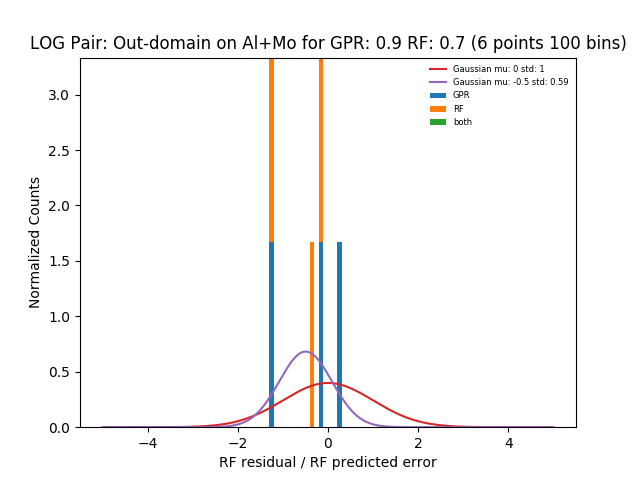 LOG Pair: Out-domain on Al+Mo for GPR: 0.9 RF: 0.7 (6 points 100 bins)
Gaussian mu: 0 std: 1
Gaussian mu: -0.5 std: 0.59
GPR
RF
both
Normalized Counts
3.0
2.5
2.0
1.5
1.0
0.5
0.0
−4 −2 0 2 4
RF residual / RF predicted error